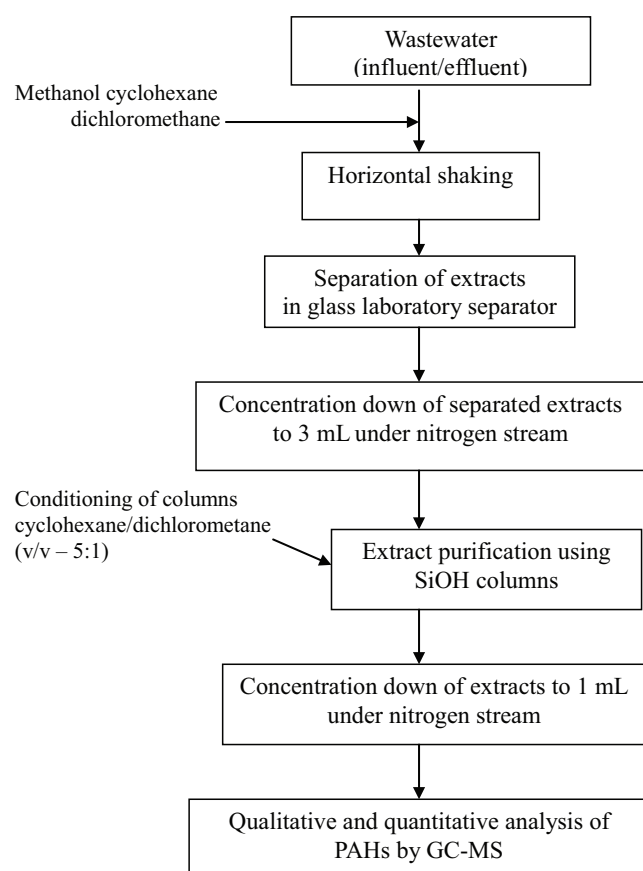 Wastewater
(influent/effluent)
Methanol cyclohexane
dichloromethane
Horizontal shaking
Separation of extracts
in glass laboratory separator
Concentration down of separated extracts
to 3 mL under nitrogen stream
Conditioning of columns
cyclohexane/dichlorometane
(v/v – 5:1)
Extract purification using
SiOH columns
Concentration down of extracts to 1 mL
under nitrogen stream
Qualitative and quantitative analysis of
PAHs by GC-MS